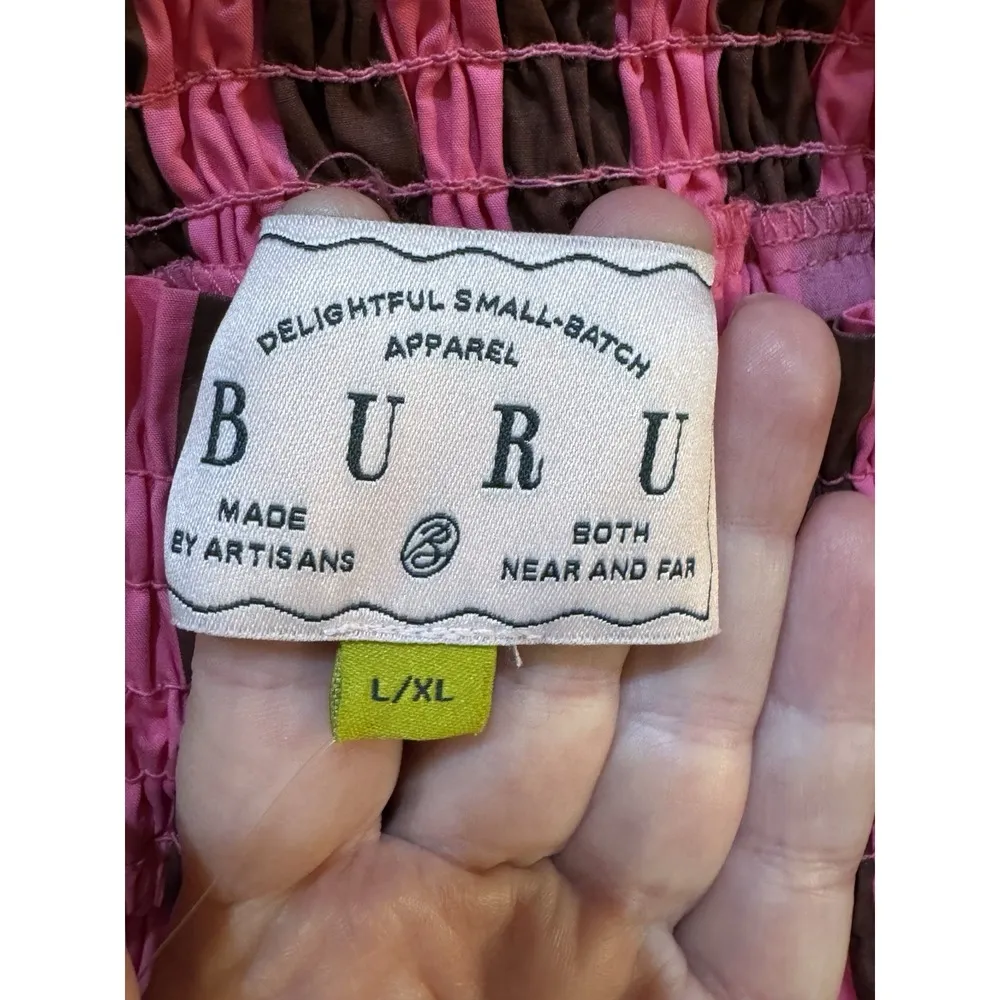 DELIGHTFUL SMALL-BATCH
APPAREL
BURU
MADE
BY ARTISANS
B
BOTH
NEAR AND FAR
L/XL